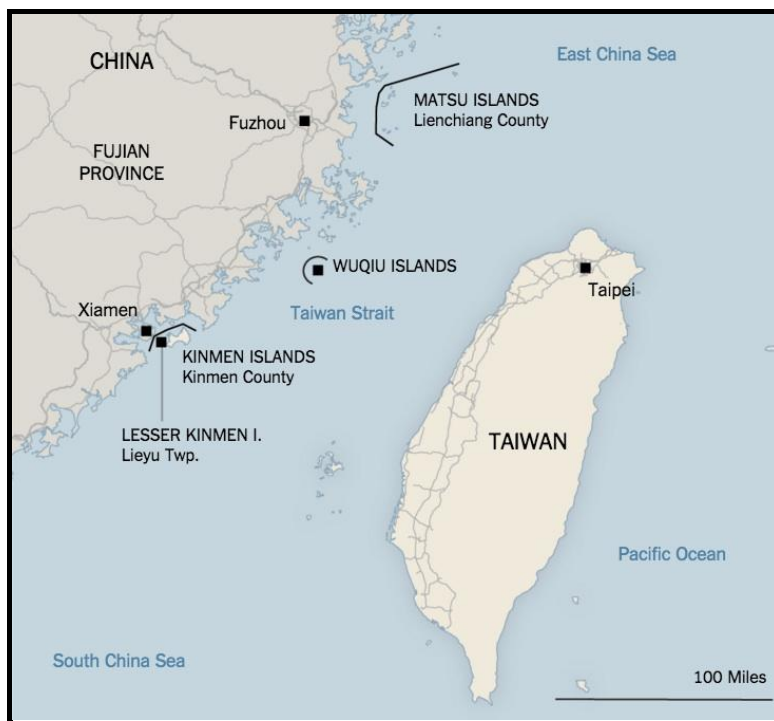 CHINA
East China Sea
MATSU ISLANDS
Lienchiang County
Fuzhou
FUJIAN
PROVINCE
WUQIU ISLANDS
Taipei
Xiamen
Taiwan Strait
KINMEN ISLANDS
Kinmen County
LESSER KINMEN I.
Lieyu Twp.
TAIWAN
Pacific Ocean
South China Sea
100 Miles